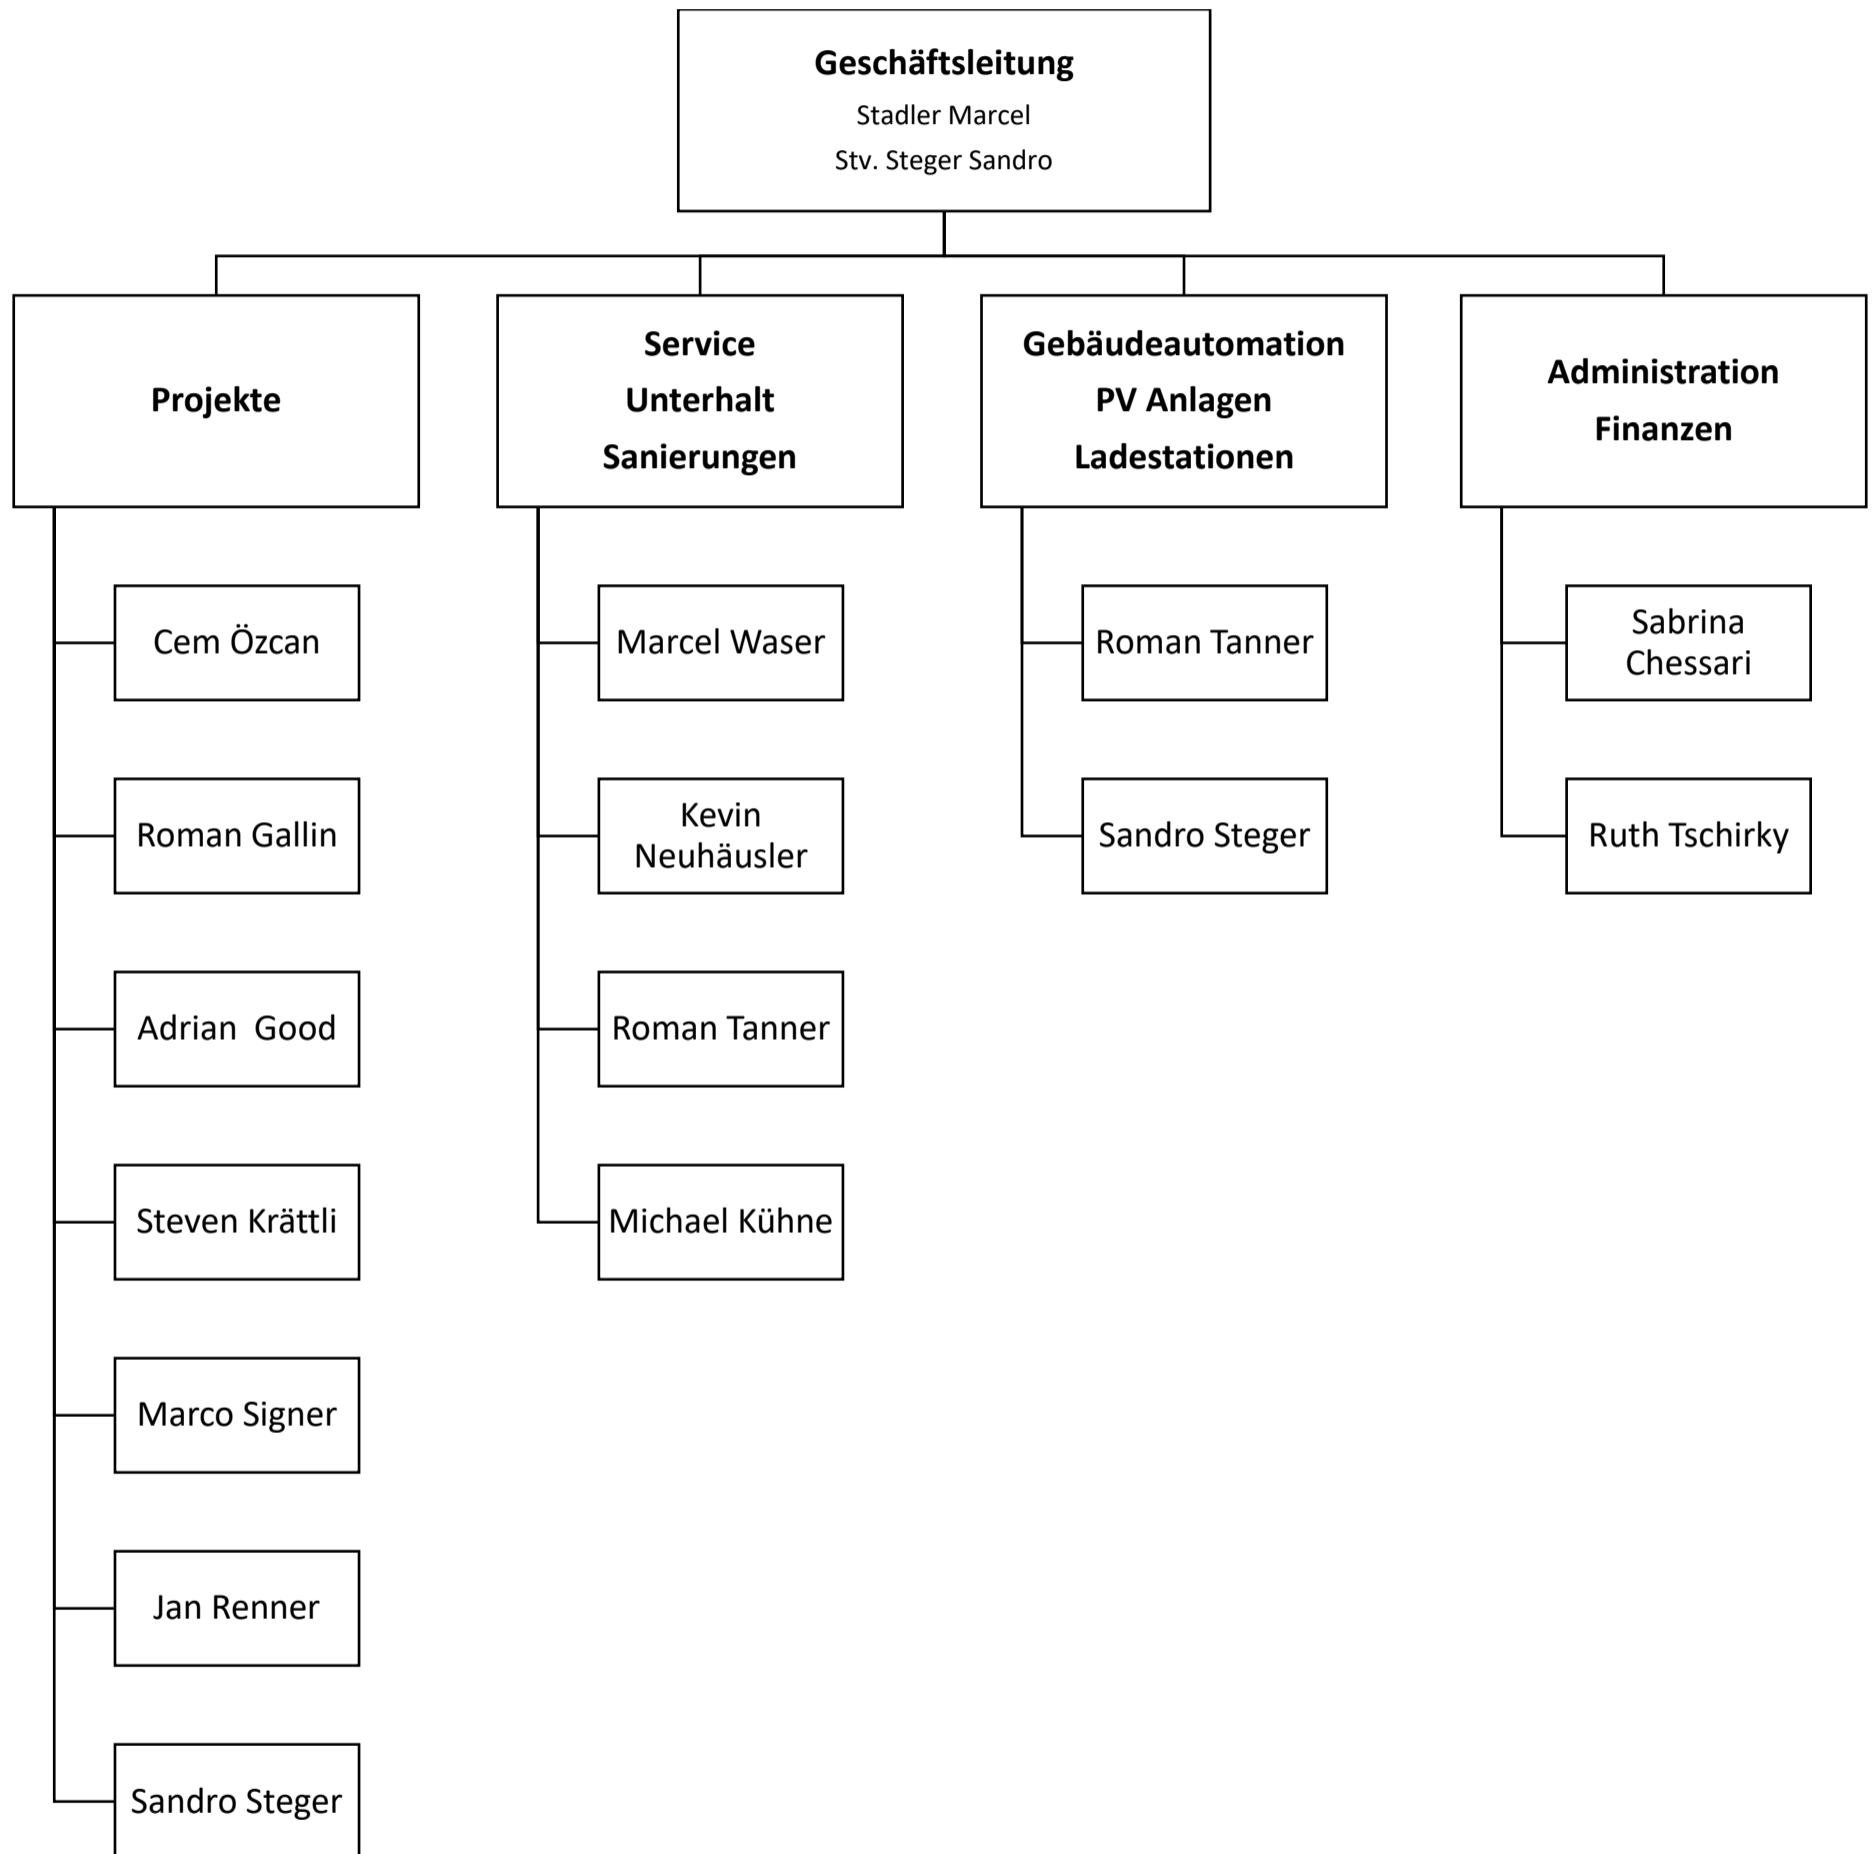 Geschäftsleitung
Stadler Marcel
Stv. Steger Sandro
Projekte
Service
Unterhalt
Sanierungen
Gebäudeautomation
PV Anlagen
Ladestationen
Administration
Finanzen
Cem Özcan
Roman Gallin
Adrian  Good
Steven Krättli
Marco Signer
Jan Renner
Sandro Steger
Marcel Waser
Kevin
Neuhäusler
Roman Tanner
Michael Kühne
Roman Tanner
Sandro Steger
Sabrina
Chessari
Ruth Tschirky